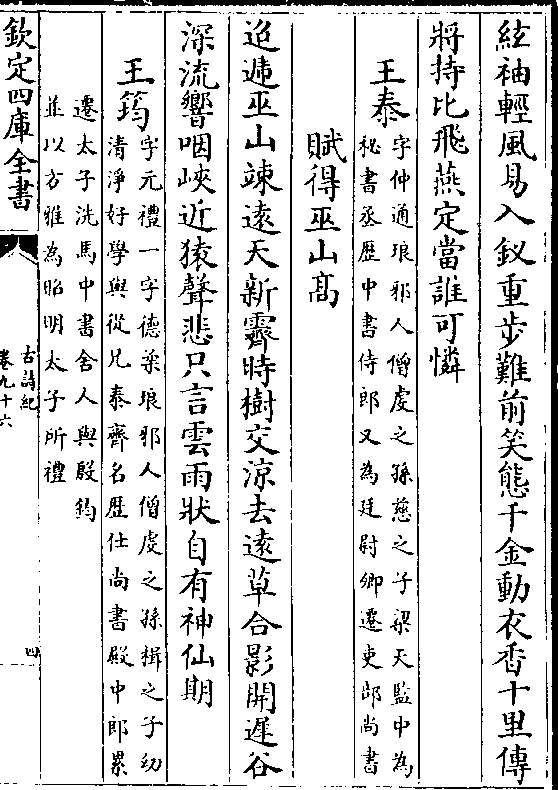 絃袖輕風易入釵重步難前笑態千金動衣香十里傳
將持比飛燕定當誰可憐
王泰字仲通琅邪人僧虔之孫慈之子梁天監中為
秘書丞歴中書侍郎又為廷尉卿遷吏部尚書
賦得巫山髙
迢遞巫山竦遠天新霽時樹交涼去遠草合影開遲谷
深流響咽峽近猿聲悲只言雲雨狀自有神仙期
王筠字元禮一字德柔琅邪人僧虔之孫楫之子幼
清淨好學與從兄泰齊名歴仕尚書殿中郎累
遷太子洗馬中書舍人與殷鈞
並以方雅為昭明太子所禮
欽定四庫全書
古詩紀
卷九十六
四